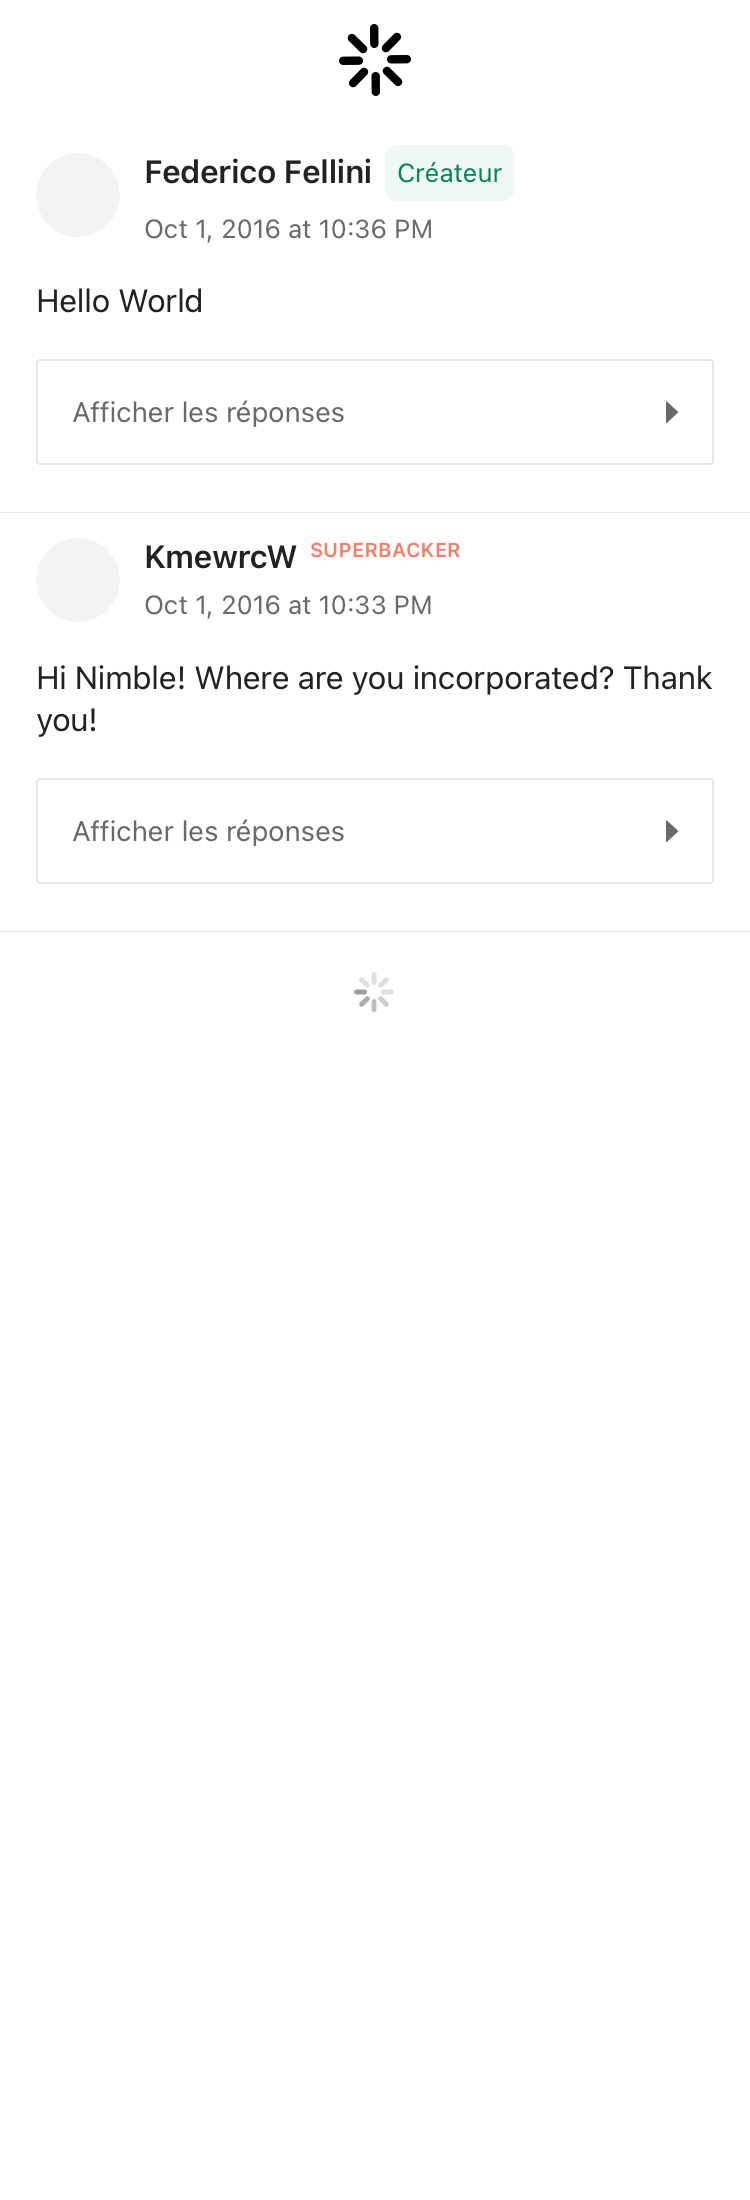 Federico Fellini Créateur
Oct 1, 2016 at 10:36 PM
Hello World
Afficher les réponses
KmewrcW SUPERBACKER
Oct 1, 2016 at 10:33 PM
Hi Nimble! Where are you incorporated? Thank
you!
Afficher les réponses